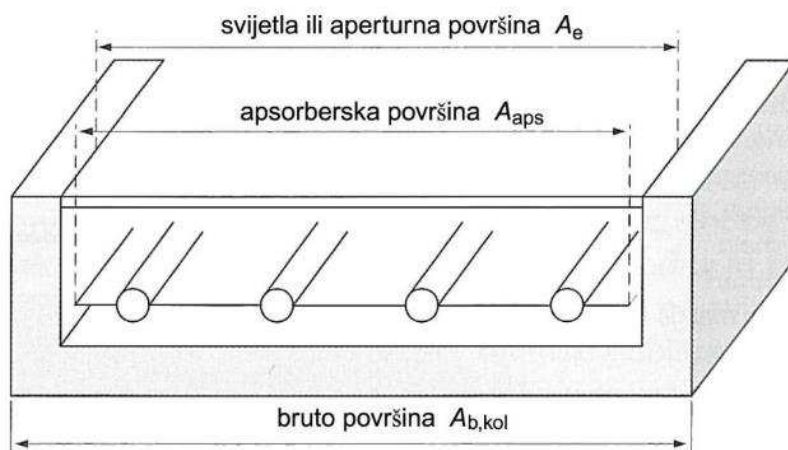 svijetla ili aperturna površina Ae
apsorberska površina Aaps
bruto površina Ab,kol